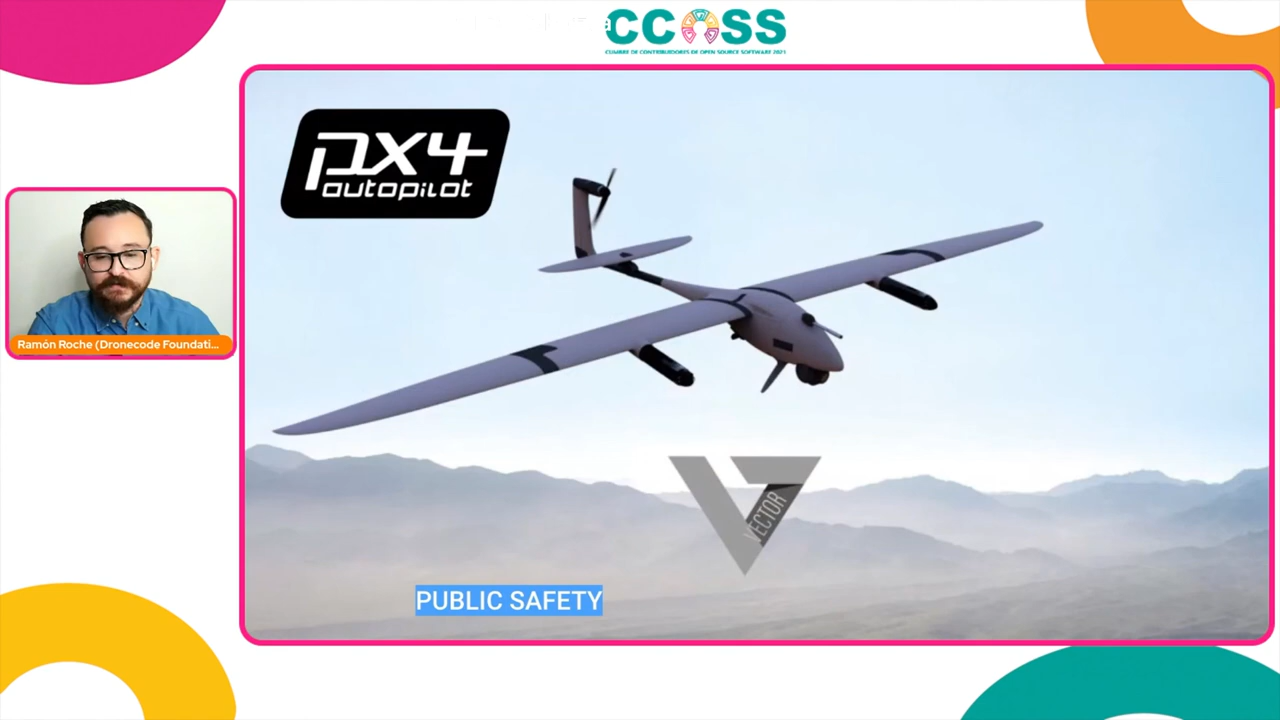 CCOSS
CUMBRE DE CONTRIBUIDORES DE OPEN SOURCE SOFTWARE 2021
px4
autopilot
Ramón Roche (Dronecode Foundati...
VECTOR
PUBLIC SAFETY